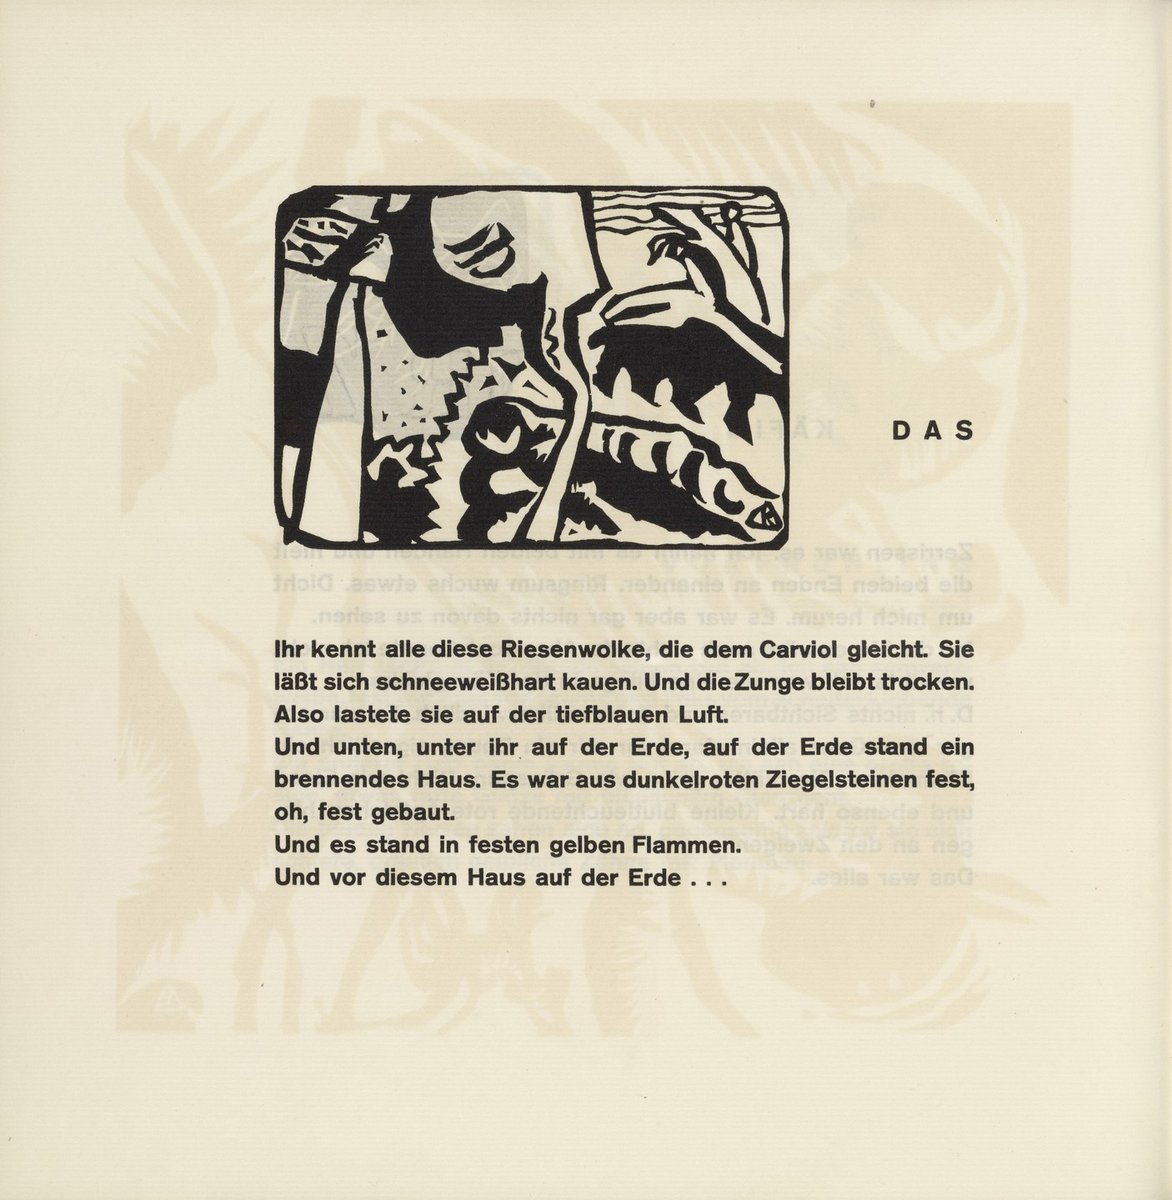 DAS
Ihr kennt alle diese Riesenwolke, die dem Carviol gleicht. Sie
läßt sich schneeweißhart kauen. Und die Zunge bleibt trocken.
Also lastete sie auf der tiefblauen Luft.
Und unten, unter ihr auf der Erde, auf der Erde stand ein
brennendes Haus. Es war aus dunkelroten Ziegelsteinen fest,
oh, fest gebaut.
Und es stand in festen gelben Flammen.
Und vor diesem Haus auf der Erde . . .